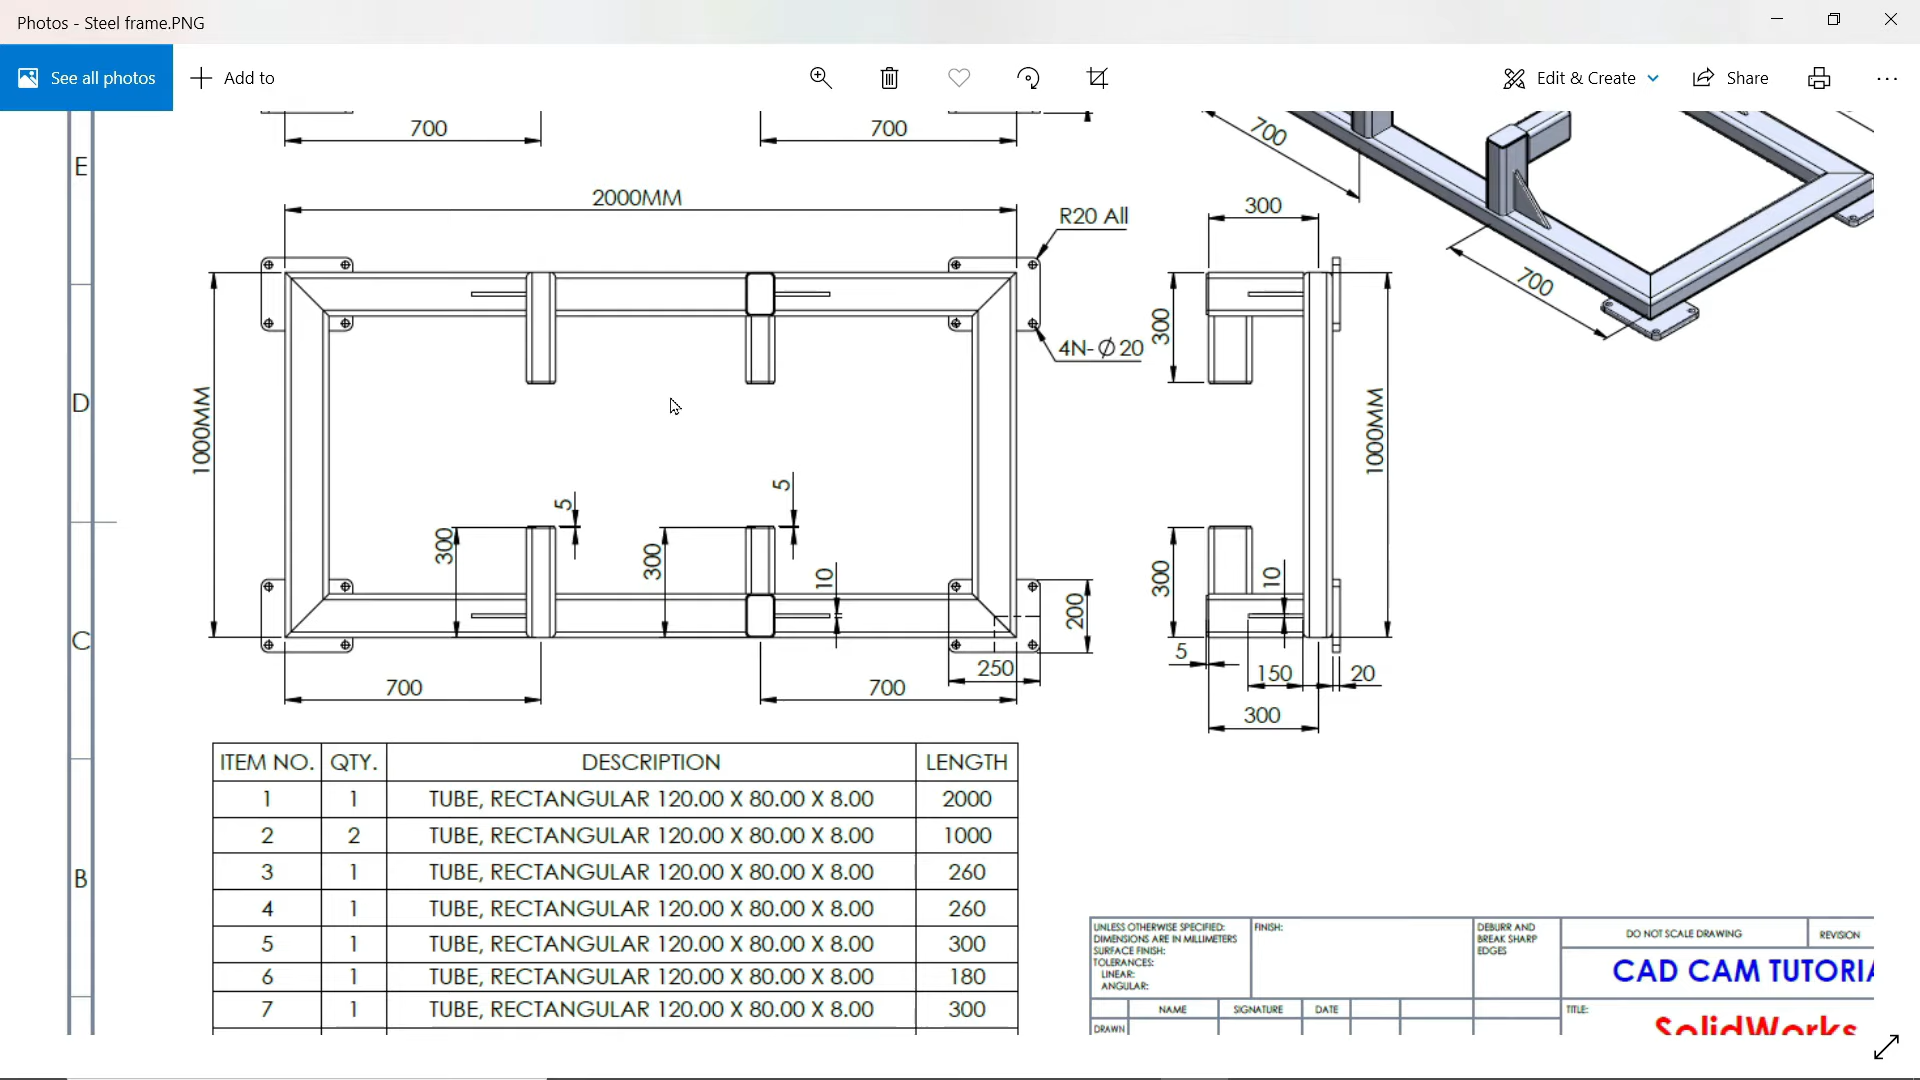 Photos - Steel frame.PNG
See all photos
Add to
Edit & Create
Share
E
D
C
B
700
700
2000MM
R20 All
4N-Ø20
1000MM
300
5
300
5
10
200
250
700
700
300
300
1000MM
300
10
5
150
20
300
700
700
ITEM NO. QTY. DESCRIPTION LENGTH
1 1 TUBE, RECTANGULAR 120.00 X 80.00 X 8.00 2000
2 2 TUBE, RECTANGULAR 120.00 X 80.00 X 8.00 1000
3 1 TUBE, RECTANGULAR 120.00 X 80.00 X 8.00 260
4 1 TUBE, RECTANGULAR 120.00 X 80.00 X 8.00 260
5 1 TUBE, RECTANGULAR 120.00 X 80.00 X 8.00 300
6 1 TUBE, RECTANGULAR 120.00 X 80.00 X 8.00 180
7 1 TUBE, RECTANGULAR 120.00 X 80.00 X 8.00 300
UNLESS OTHERWISE SPECIFIED:
DIMENSIONS ARE IN MILLIMETERS
SURFACE FINISH:
TOLERANCES:
LINEAR:
ANGULAR:
FINISH:
DEBURR AND
BREAK SHARP
EDGES
DO NOT SCALE DRAWING
REVISION
CAD CAM TUTORIA
NAME SIGNATURE DATE
TITLE:
DRAWN
SolidWorks